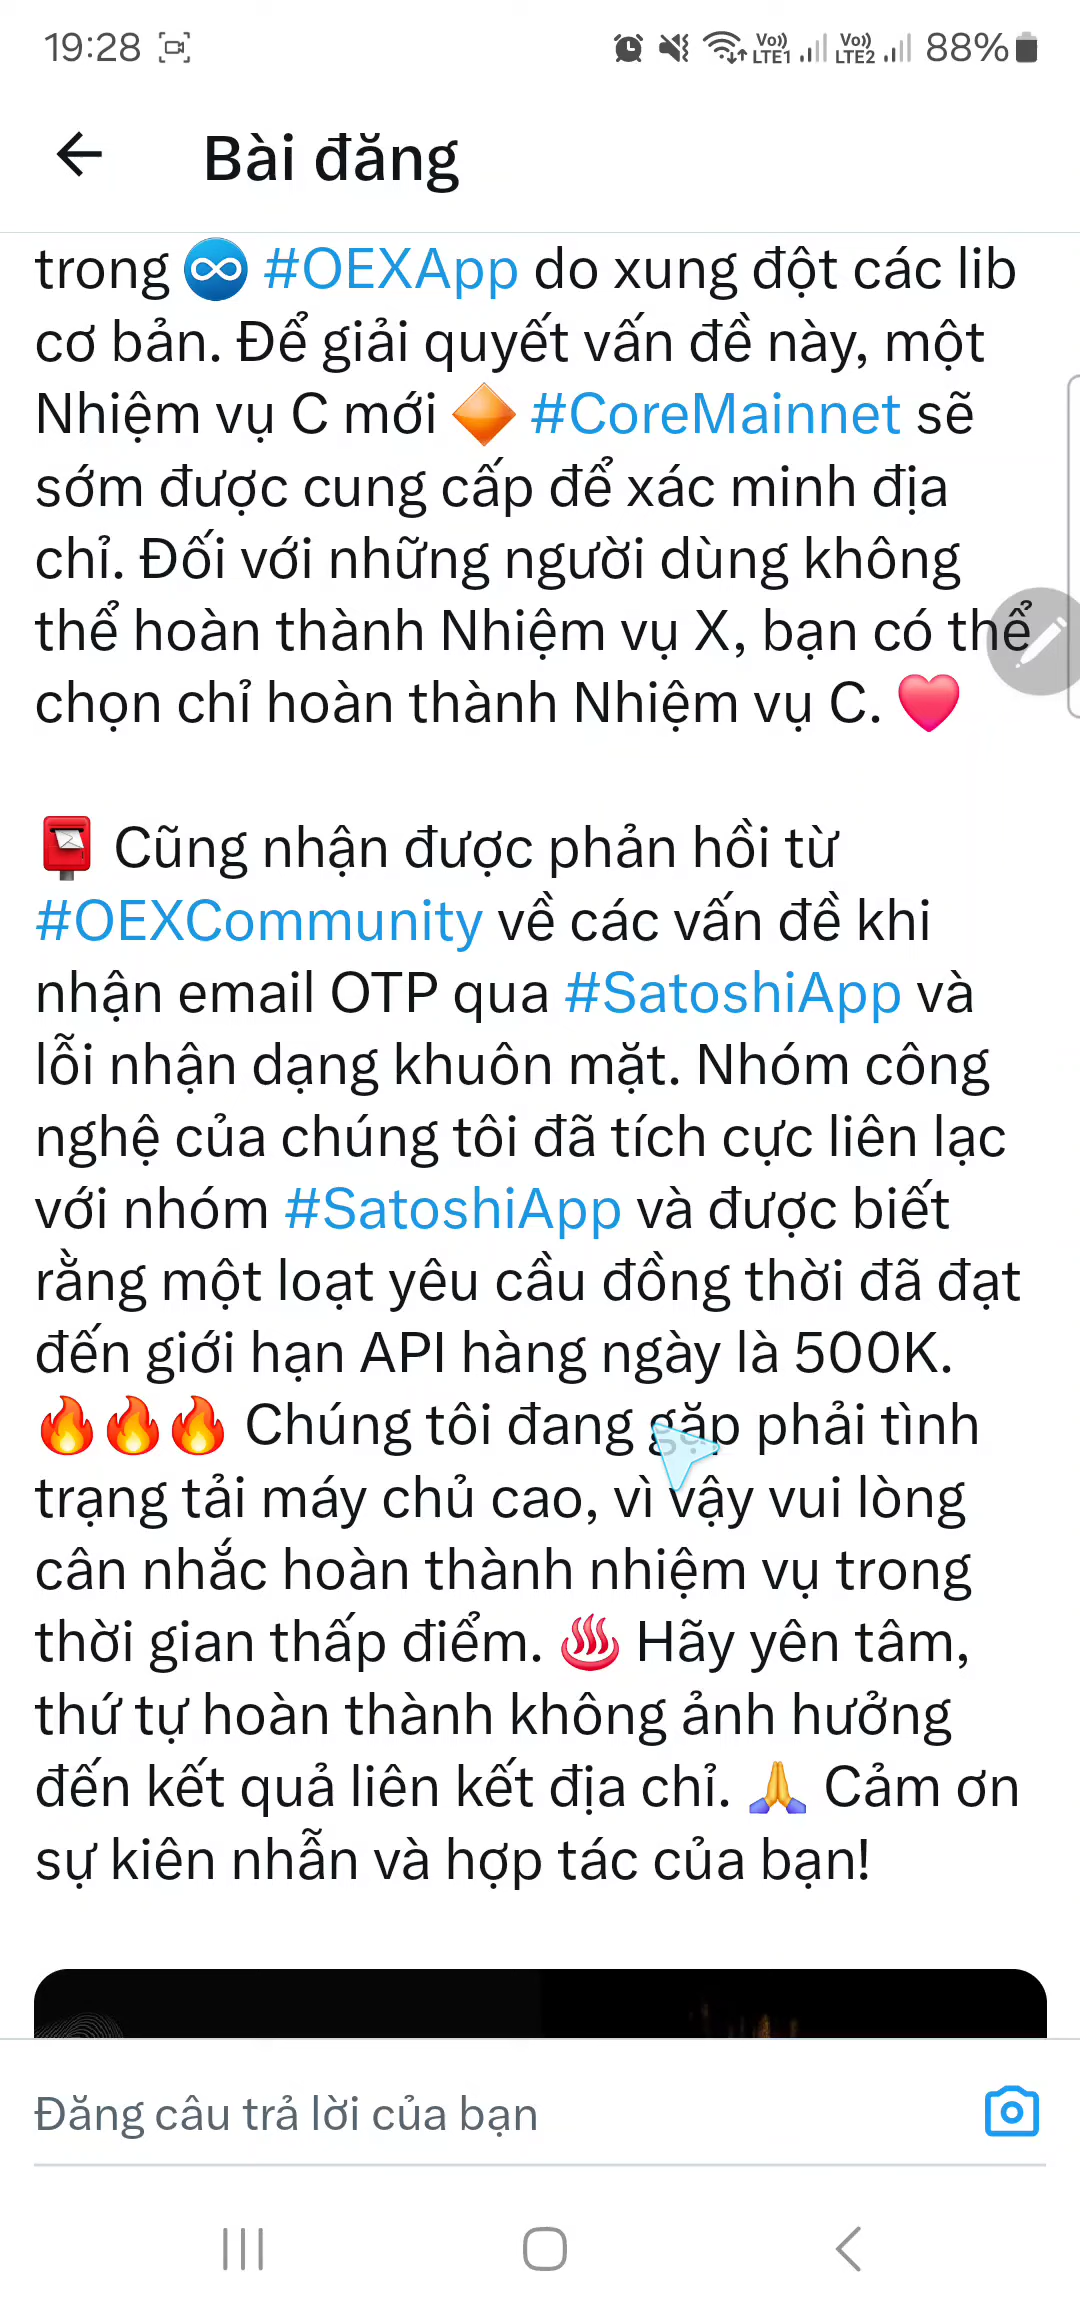 19:28 Vo)) LTE1 Vo)) LTE2 88%
Bài đăng
trong ♾️ #OEXApp do xung đột các lib
cơ bản. Để giải quyết vấn đề này, một
Nhiệm vụ C mới 🔶 #CoreMainnet sẽ
sớm được cung cấp để xác minh địa
chỉ. Đối với những người dùng không
thể hoàn thành Nhiệm vụ X, bạn có thể
chọn chỉ hoàn thành Nhiệm vụ C. ❤️
📮 Cũng nhận được phản hồi từ
#OEXCommunity về các vấn đề khi
nhận email OTP qua #SatoshiApp và
lỗi nhận dạng khuôn mặt. Nhóm công
nghệ của chúng tôi đã tích cực liên lạc
với nhóm #SatoshiApp và được biết
rằng một loạt yêu cầu đồng thời đã đạt
đến giới hạn API hàng ngày là 500K.
🔥🔥🔥 Chúng tôi đang gặp phải tình
trạng tải máy chủ cao, vì vậy vui lòng
cân nhắc hoàn thành nhiệm vụ trong
thời gian thấp điểm. ♨️ Hãy yên tâm,
thứ tự hoàn thành không ảnh hưởng
đến kết quả liên kết địa chỉ. 🙏 Cảm ơn
sự kiên nhẫn và hợp tác của bạn!
Đăng câu trả lời của bạn